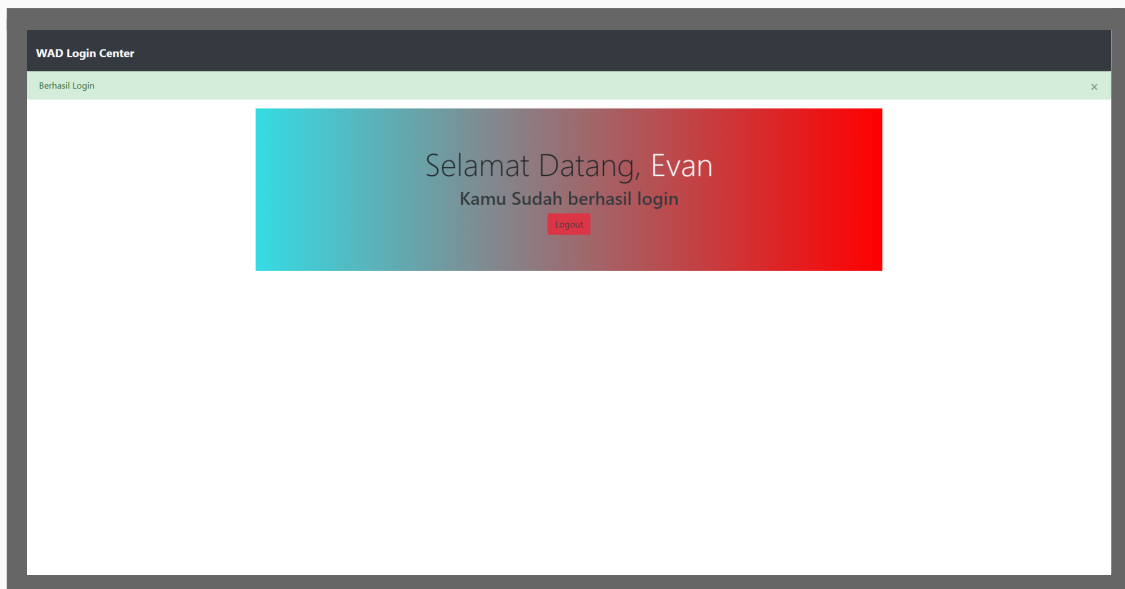 WAD Login Center
Berhasil Login ×
Selamat Datang, Evan
Kamu Sudah berhasil login
Logout